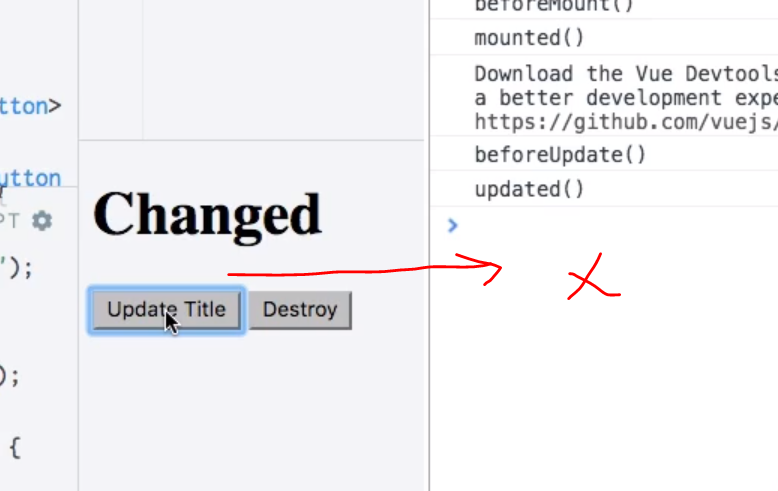 beforeMount()
mounted()
Download the Vue Devtools
a better development expe
https://github.com/vuejs/
beforeUpdate()
updated()
tton>
utton
PT
');
);
{
Changed
Update Title
Destroy
X